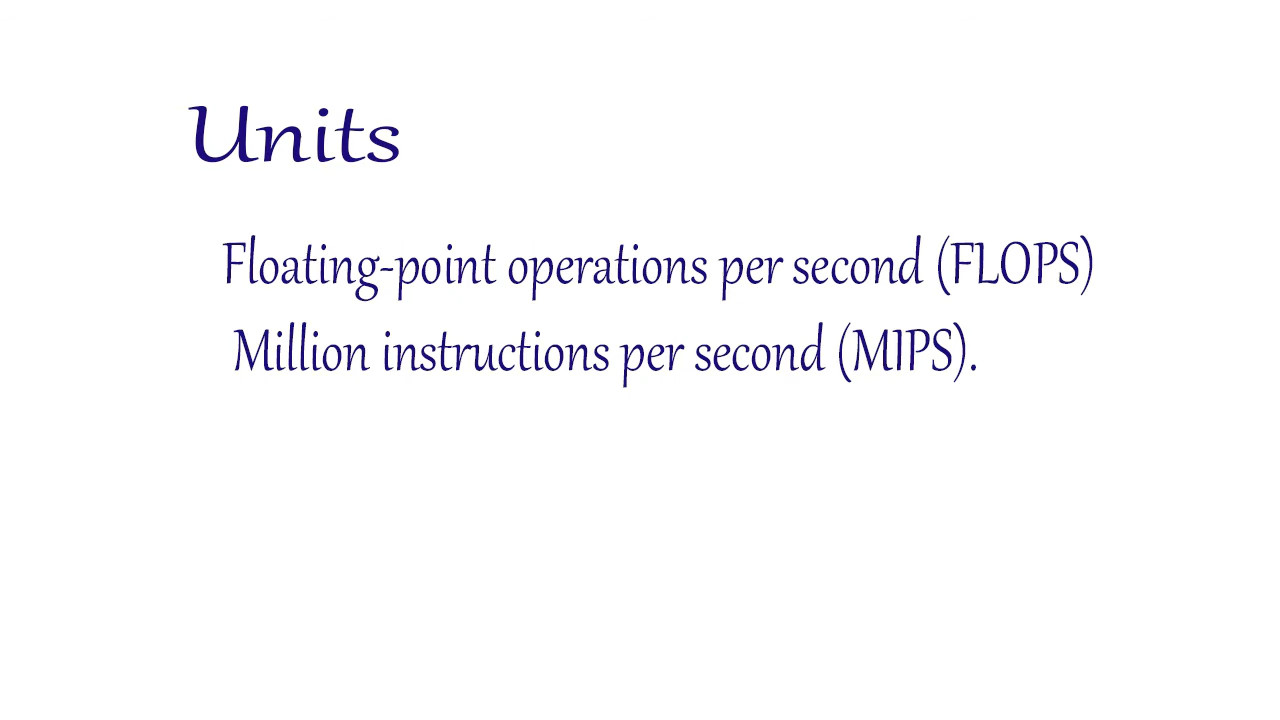 Units
Floating-point operations per second (FLOPS)
Million instructions per second (MIPS).